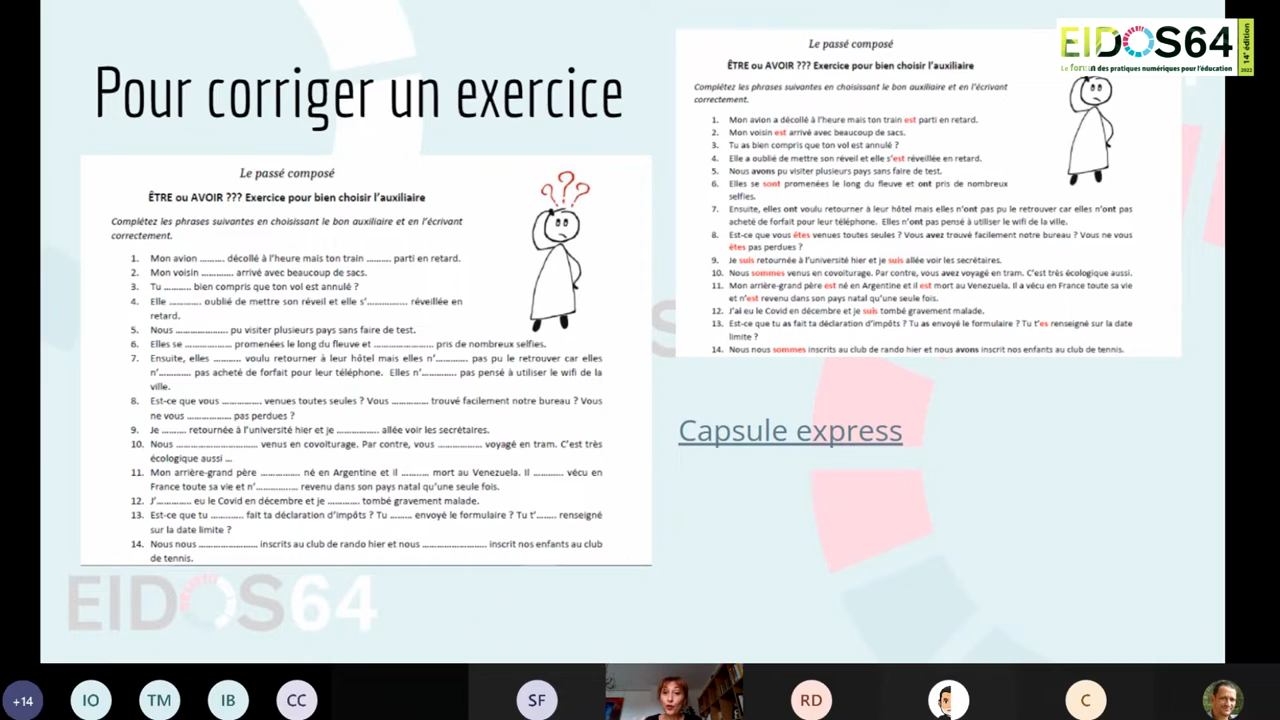 Pour corriger un exercice
Le passé composé
ÊTRE ou AVOIR ??? Exercice pour bien choisir l'auxiliaire
Complétez les phrases suivantes en choisissant le bon auxiliaire et en l'écrivant
correctement.
1. Mon avion ......... décollé à l'heure mais ton train ......... parti en retard.
2. Mon voisin ............ arrivé avec beaucoup de sacs.
3. Tu ........... bien compris que ton vol est annulé ?
4. Elle ............ oublié de mettre son réveil et elle s'............... réveillée en
retard.
5. Nous ................... pu visiter plusieurs pays sans faire de test.
6. Elles se ............... promenées le long du fleuve et ...................... pris de nombreux selfies.
7. Ensuite, elles .......... voulu retourner à leur hôtel mais elles n'............ pas pu le retrouver car elles
n'............ pas acheté de forfait pour leur téléphone. Elles n'............ pas pensé à utiliser le wifi de la
ville.
8. Est-ce que vous ............... venues toutes seules ? Vous ............... trouvé facilement notre bureau ? Vous
ne vous ................. pas perdues ?
9. Je ......... retournée à l'université hier et je ............... allée voir les secrétaires.
10. Nous ............................ venus en covoiturage. Par contre, vous ................ voyagé en tram. C'est très
écologique aussi ...
11. Mon arrière-grand père ............... né en Argentine et il .......... mort au Venezuela. Il ............ vécu en
France toute sa vie et n'............... revenu dans son pays natal qu'une seule fois.
12. J'............. eu le Covid en décembre et je ............ tombé gravement malade.
13. Est-ce que tu ............ fait ta déclaration d'impôts ? Tu ........ envoyé le formulaire ? Tu t'........ renseigné
sur la date limite ?
14. Nous nous ...................... inscrits au club de rando hier et nous ........................ inscrit nos enfants au club
de tennis.
EIDOS64
Le passé composé
ÊTRE ou AVOIR ??? Exercice pour bien choisir l'auxiliaire
Complétez les phrases suivantes en choisissant le bon auxiliaire et en l'écrivant
correctement.
1. Mon avion a décollé à l'heure mais ton train est parti en retard.
2. Mon voisin est arrivé avec beaucoup de sacs.
3. Tu as bien compris que ton vol est annulé ?
4. Elle a oublié de mettre son réveil et elle s'est réveillée en retard.
5. Nous avons pu visiter plusieurs pays sans faire de test.
6. Elles se sont promenées le long du fleuve et ont pris de nombreux
selfies.
7. Ensuite, elles ont voulu retourner à leur hôtel mais elles n'ont pas pu le retrouver car elles n'ont pas
acheté de forfait pour leur téléphone. Elles n'ont pas pensé à utiliser le wifi de la ville.
8. Est-ce que vous êtes venues toutes seules ? Vous avez trouvé facilement notre bureau ? Vous ne vous
êtes pas perdues ?
9. Je suis retournée à l'université hier et je suis allée voir les secrétaires.
10. Nous sommes venus en covoiturage. Par contre, vous avez voyagé en tram. C'est très écologique aussi.
11. Mon arrière-grand père est né en Argentine et il est mort au Venezuela. Il a vécu en France toute sa vie
et n'est revenu dans son pays natal qu'une seule fois.
12. J'ai eu le Covid en décembre et je suis tombé gravement malade.
13. Est-ce que tu as fait ta déclaration d'impôts ? Tu as envoyé le formulaire ? Tu t'es renseigné sur la date
limite ?
14. Nous nous sommes inscrits au club de rando hier et nous avons inscrit nos enfants au club de tennis.
Capsule express
EIDOS64
Le forum des pratiques numériques pour l'éducation
14e édition
2022
+14
IO
TM
IB
CC
SF
RD
C